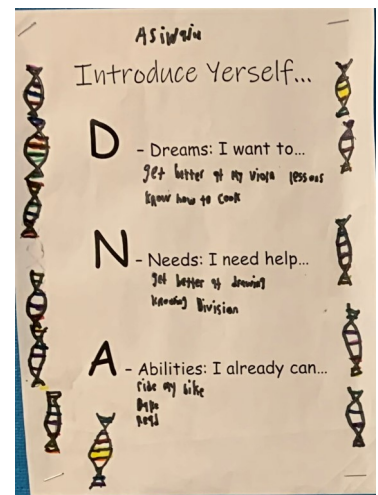 Introduce Yerself...
D - Dreams: I want to...
get better at my viola lessons
know how to cook
N - Needs: I need help...
get better at drawing
knowing Division
A - Abilities: I already can...
ride my bike
read